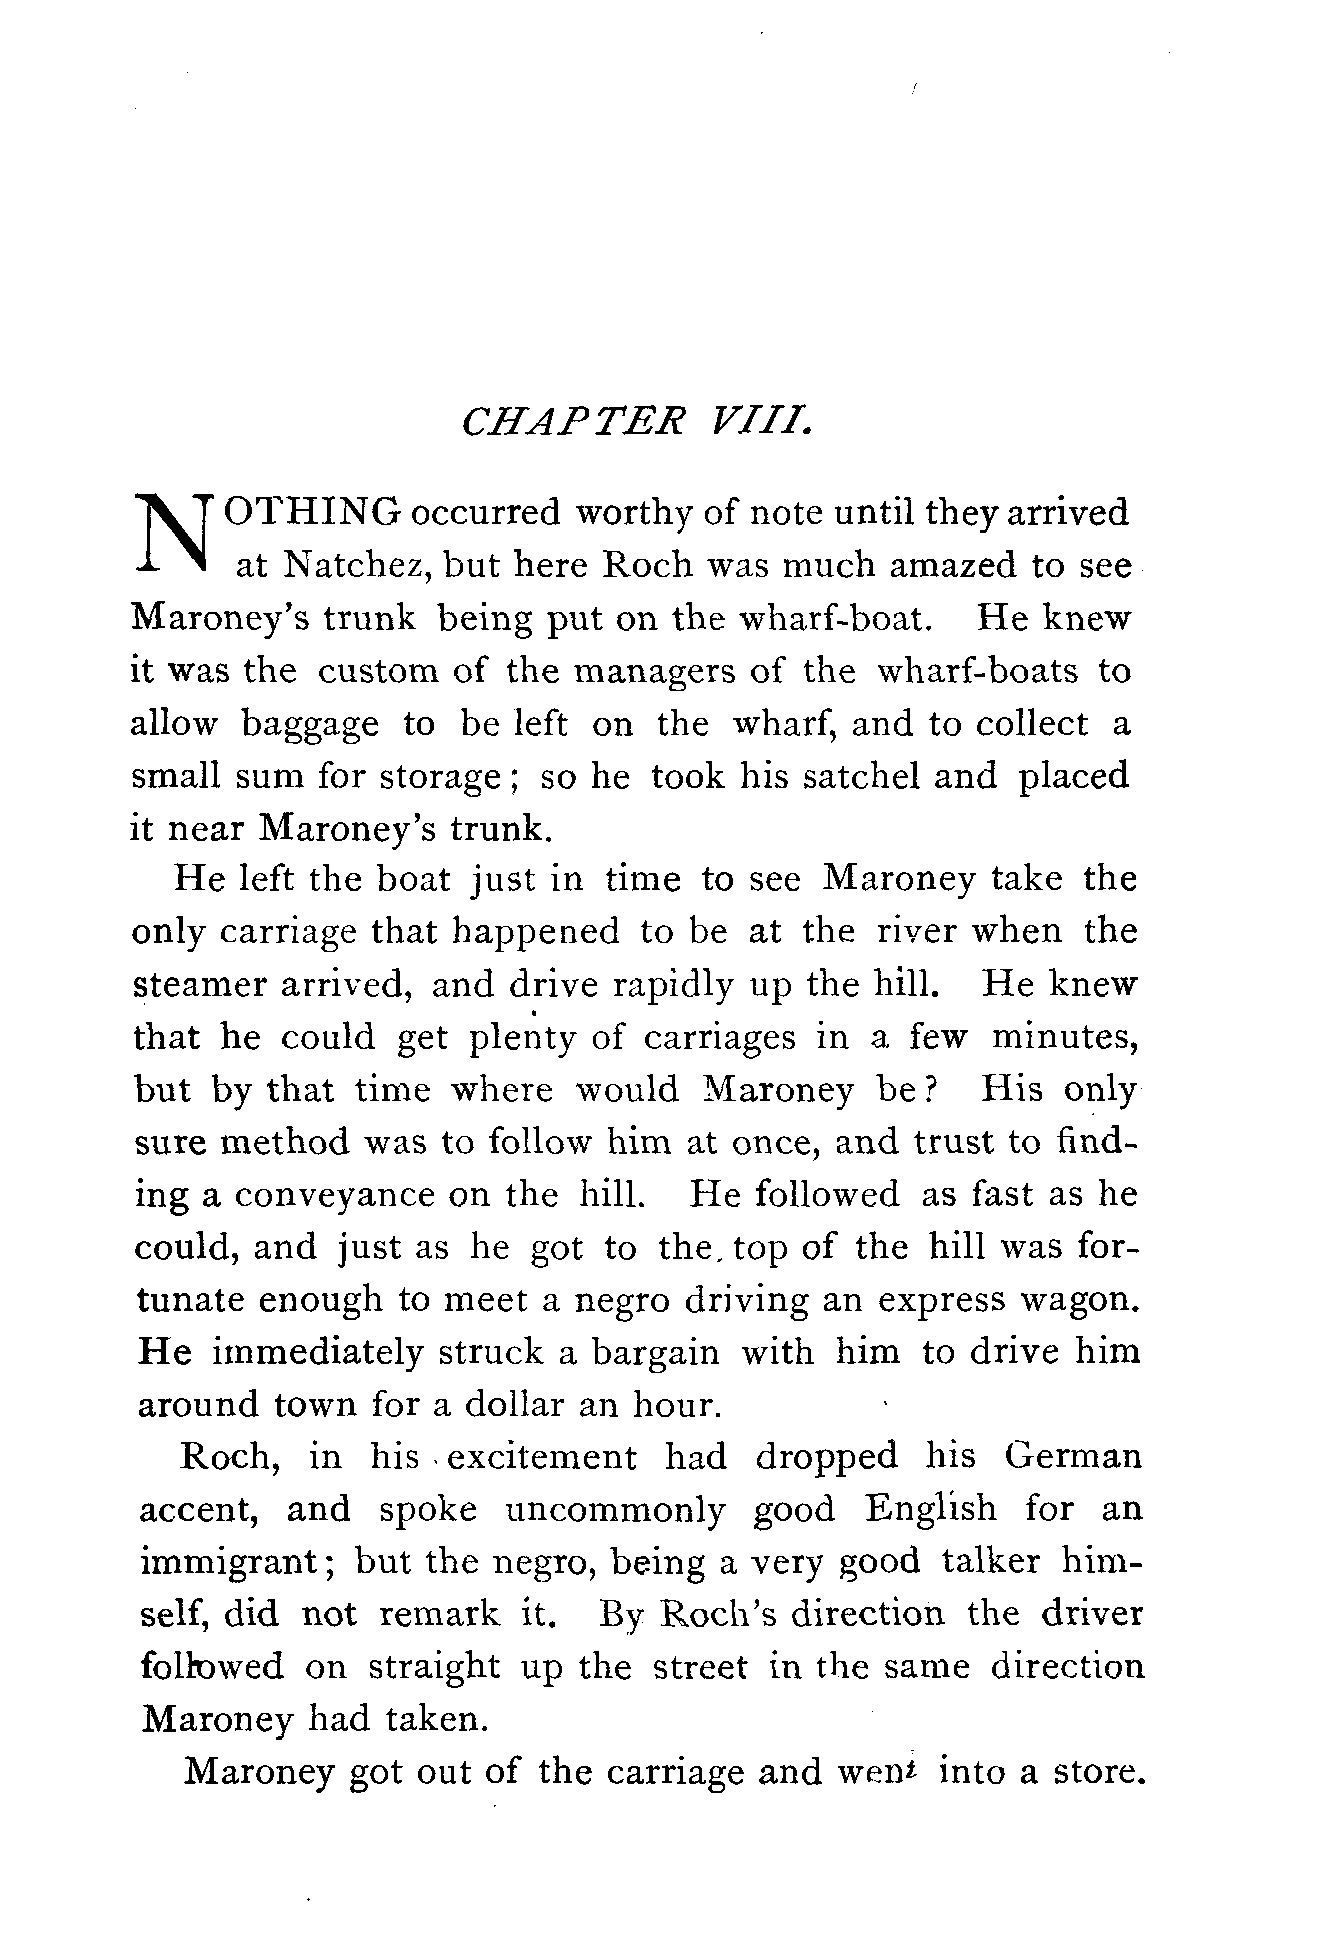 CHAPTER VIII.
NOTHING occurred worthy of note until they arrived
at Natchez, but here Roch was much amazed to see
Maroney's trunk being put on the wharf-boat. He knew
it was the custom of the managers of the wharf-boats to
allow baggage to be left on the wharf, and to collect a
small sum for storage; so he took his satchel and placed
it near Maroney's trunk.
He left the boat just in time to see Maroney take the
only carriage that happened to be at the river when the
steamer arrived, and drive rapidly up the hill. He knew
that he could get plenty of carriages in a few minutes,
but by that time where would Maroney be? His only
sure method was to follow him at once, and trust to find-
ing a conveyance on the hill. He followed as fast as he
could, and just as he got to the top of the hill was for-
tunate enough to meet a negro driving an express wagon.
He immediately struck a bargain with him to drive him
around town for a dollar an hour.
Roch, in his excitement had dropped his German
accent, and spoke uncommonly good English for an
immigrant; but the negro, being a very good talker him-
self, did not remark it. By Roch's direction the driver
followed on straight up the street in the same direction
Maroney had taken.
Maroney got out of the carriage and went into a store.